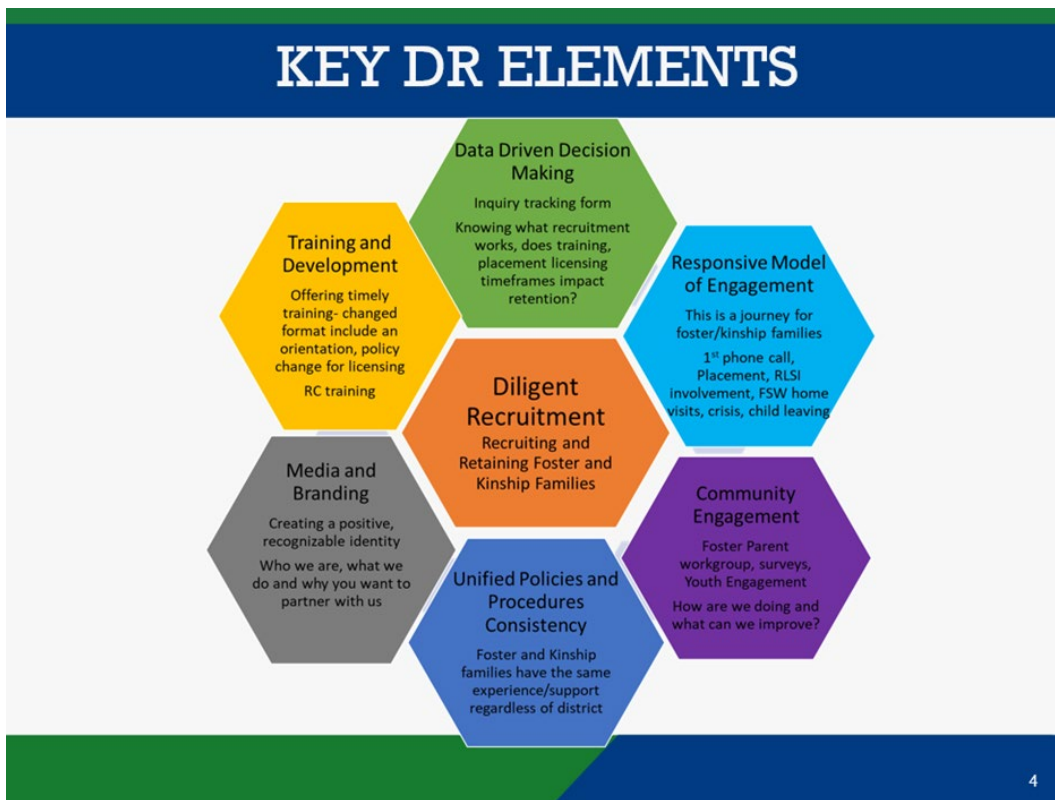 KEY DR ELEMENTS
Data Driven Decision
Making
Inquiry tracking form
Knowing what recruitment
works, does training,
placement licensing
timeframes impact
retention?
Training and
Development
Offering timely
training- changed
format include an
orientation, policy
change for licensing
RC training
Responsive Model
of Engagement
This is a journey for
foster/kinship families
1st phone call,
Placement, RLSI
involvement, FSW home
visits, crisis, child leaving
Diligent
Recruitment
Recruiting and
Retaining Foster and
Kinship Families
Media and
Branding
Creating a positive,
recognizable identity
Who we are, what we
do and why you want to
partner with us
Community
Engagement
Foster Parent
workgroup, surveys,
Youth Engagement
How are we doing and
what can we improve?
Unified Policies and
Procedures
Consistency
Foster and Kinship
families have the same
experience/support
regardless of district
4